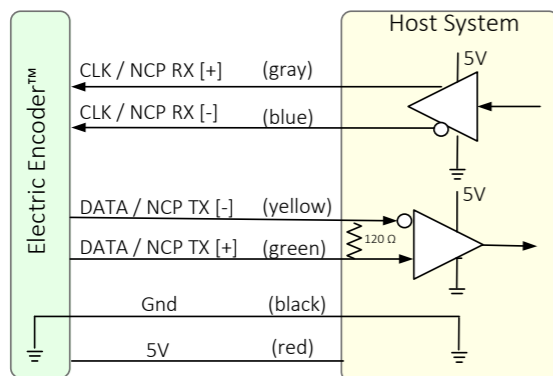 Host System
5V
CLK / NCP RX [+] (gray)
CLK / NCP RX [-] (blue)
Electric Encoder™
5V
DATA / NCP TX [-] (yellow)
120 Ω
DATA / NCP TX [+] (green)
Gnd (black)
5V (red)